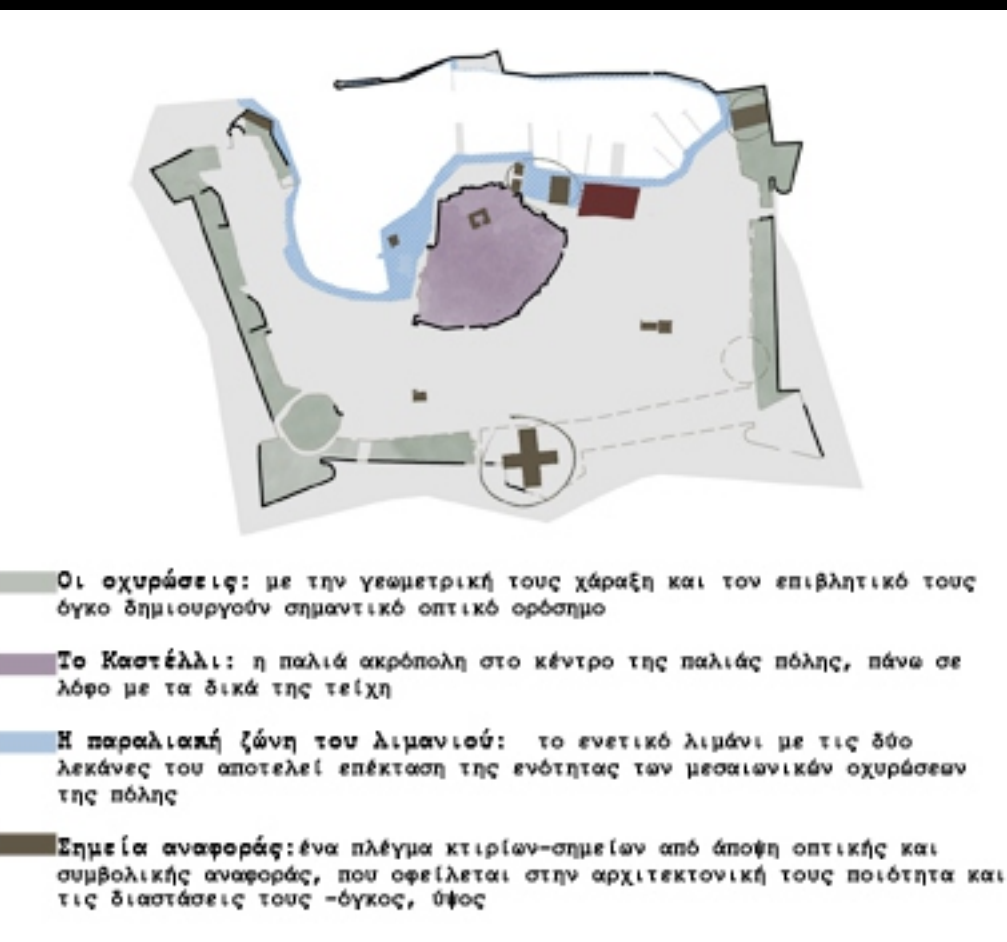 Οι οχυρώσεις: με την γεωμετρική τους χάραξη και τον επιβλητικό τους
όγκο δημιουργούν σημαντικό οπτικό ορόσημο
Το Καστέλλι: η παλιά ακρόπολη στο κέντρο της παλιάς πόλης, πάνω σε
λόφο με τα δικά της τείχη
Η παραλιακή ζώνη του λιμανιού: το ενετικό λιμάνι με τις δύο
λεκάνες του αποτελεί επέκταση της ενότητας των μεσαιωνικών οχυρώσεων
της πόλης
Σημεία αναφοράς:ένα πλέγμα κτιρίων-σημείων από άποψη οπτικής και
συμβολικής αναφοράς, που οφείλεται στην αρχιτεκτονική τους ποιότητα και
τις διαστάσεις τους -όγκος, ύψος